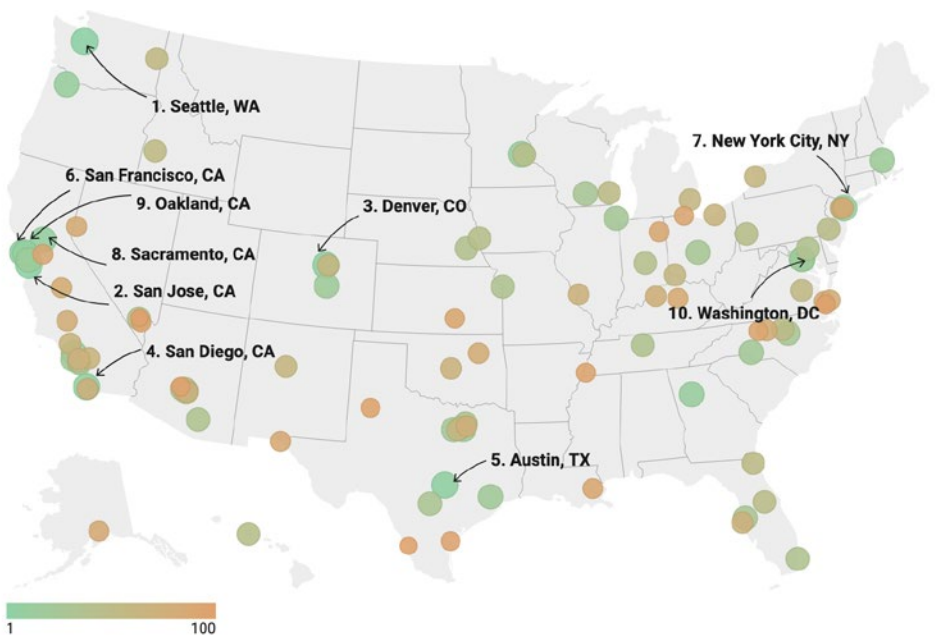 1. Seattle, WA
7. New York City, NY
6. San Francisco, CA
9. Oakland, CA
3. Denver, CO
8. Sacramento, CA
2. San Jose, CA
10. Washington, DC
4. San Diego, CA
5. Austin, TX
1 100